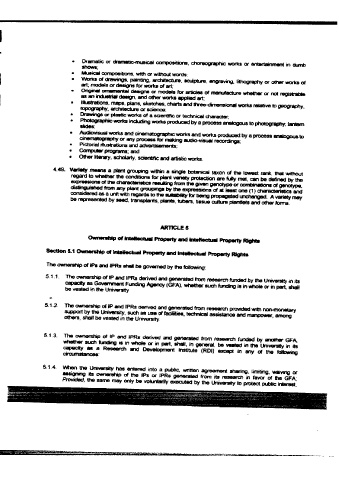 • Dramatic or dramatic-musical compositions, choreographic works or entertainment in dumb
shows;
• Musical compositions, with or without words;
• Works of drawings, painting, architecture, sculpture, engraving, lithography or other works of
art; models or designs for works of art;
• Original ornamental designs or models for articles of manufacture whether or not registrable
as an industrial design, and other works applied art;
• Illustrations, maps, plans, sketches, charts and three-dimensional works relative to geography,
topography, architecture or science;
• Drawings or plastic works of a scientific or technical character;
• Photographic works including works produced by a process analogous to photography; lantern
slides;
• Audiovisual works and cinematographic works and works produced by a process analogous to
cinematography or any process for making audio-visual recordings;
• Pictorial illustrations and advertisements;
• Computer programs; and
• Other literary, scholarly, scientific and artistic works.
4.49. Variety means a plant grouping within a single botanical taxon of the lowest rank, that without
regard to whether the conditions for plant variety protection are fully met, can be defined by the
expressions of the characteristics resulting from the given genotype or combinations of genotype,
distinguished from any plant groupings by the expressions of at least one (1) characteristics and
considered as a unit with regards to the suitability for being propagated unchanged. A variety may
be represented by seed, transplants, plants, tubers, tissue culture plantlets and other forms.
ARTICLE 5
Ownership of Intellectual Property and Intellectual Property Rights
Section 5.1 Ownership of Intellectual Property and Intellectual Property Rights
The ownership of IPs and IPRs shall be governed by the following:
5.1.1. The ownership of IP and IPRs derived and generated from research funded by the University in its
capacity as Government Funding Agency (GFA), whether such funding is in whole or in part, shall
be vested in the University.
5.1.2. The ownership of IP and IPRs derived and generated from research provided with non-monetary
support by the University, such as use of facilities, technical assistance and manpower, among
others, shall be vested in the University.
5.1.3. The ownership of IP and IPRs derived and generated from research funded by another GFA,
whether such funding is in whole or in part, shall, in general, be vested in the University in its
capacity as a Research and Development Institute (RDI) except in any of the following
circumstances:
5.1.4. When the University has entered into a public, written agreement sharing, limiting, waiving or
assigning its ownership of the IPs or IPRs generated from its research in favor of the GFA;
Provided, the same may only be voluntarily executed by the University to protect public interest,